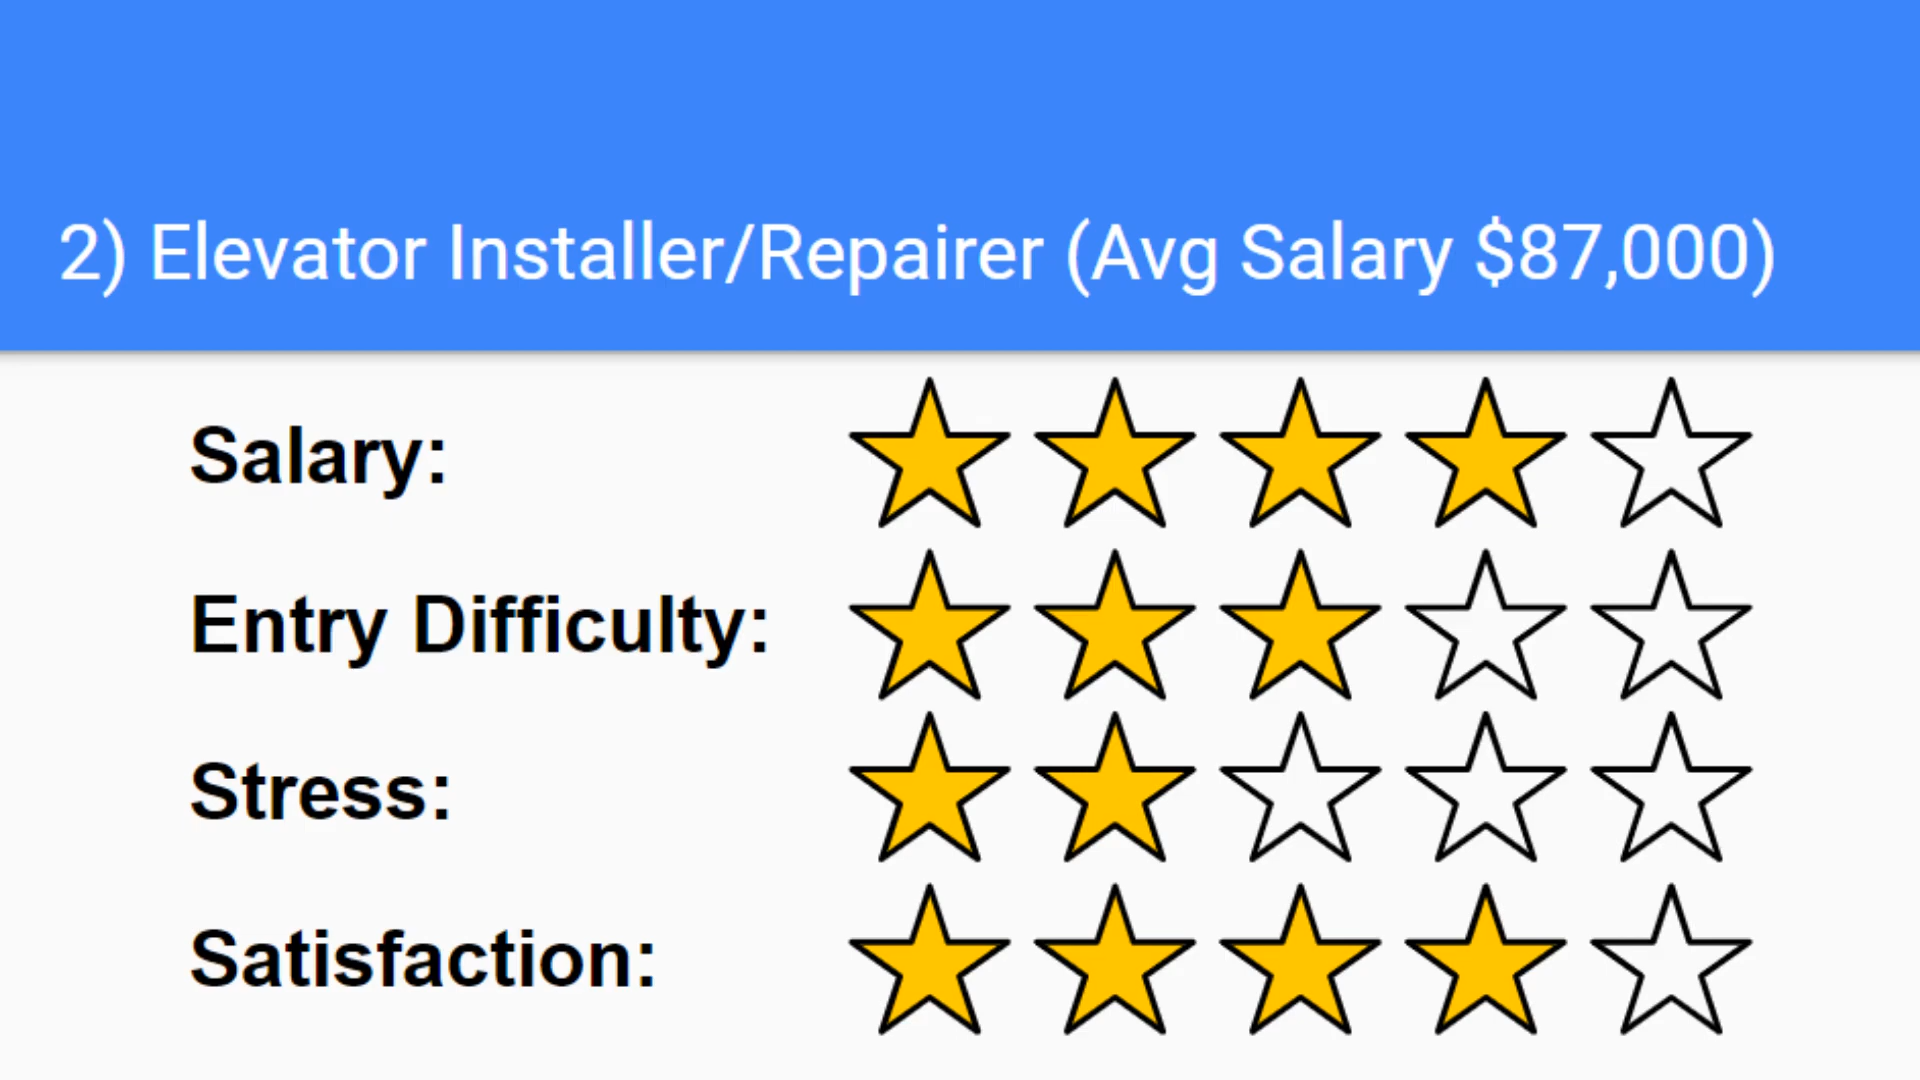 2) Elevator Installer/Repairer (Avg Salary $87,000)
Salary:
Entry Difficulty:
Stress:
Satisfaction: